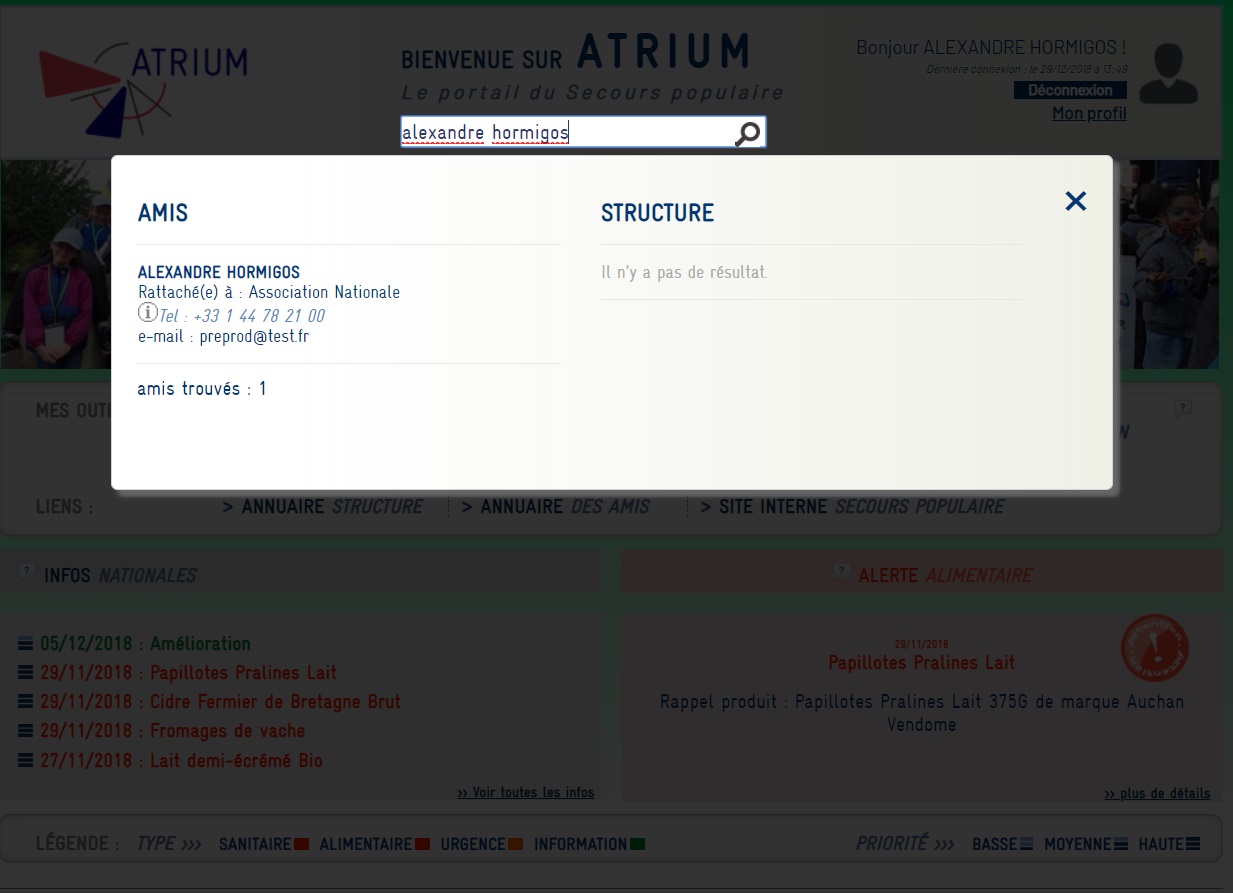 ATRIUM
BIENVENUE SUR ATRIUM
Le portail du Secours populaire
Bonjour ALEXANDRE HORMIGOS !
Dernière connexion : le 29/12/2018 à 13:49
Déconnexion
Mon profil
alexandre hormigos
AMIS
ALEXANDRE HORMIGOS
Rattaché(e) à : Association Nationale
Tel : +33 1 44 78 21 00
e-mail : preprod@test.fr
amis trouvés : 1
STRUCTURE
Il n'y a pas de résultat.
MES OUTI
?
N
LIENS :
> ANNUAIRE STRUCTURE
> ANNUAIRE DES AMIS
> SITE INTERNE SECOURS POPULAIRE
? INFOS NATIONALES
05/12/2018 : Amélioration
29/11/2018 : Papillotes Pralines Lait
29/11/2018 : Cidre Fermier de Bretagne Brut
29/11/2018 : Fromages de vache
27/11/2018 : Lait demi-écrémé Bio
>> Voir toutes les infos
? ALERTE ALIMENTAIRE
29/11/2018
Papillotes Pralines Lait
Rappel produit : Papillotes Pralines Lait 375G de marque Auchan
Vendome
>> plus de détails
LÉGENDE : TYPE >>> SANITAIRE ALIMENTAIRE URGENCE INFORMATION
PRIORITÉ >>> BASSE MOYENNE HAUTE